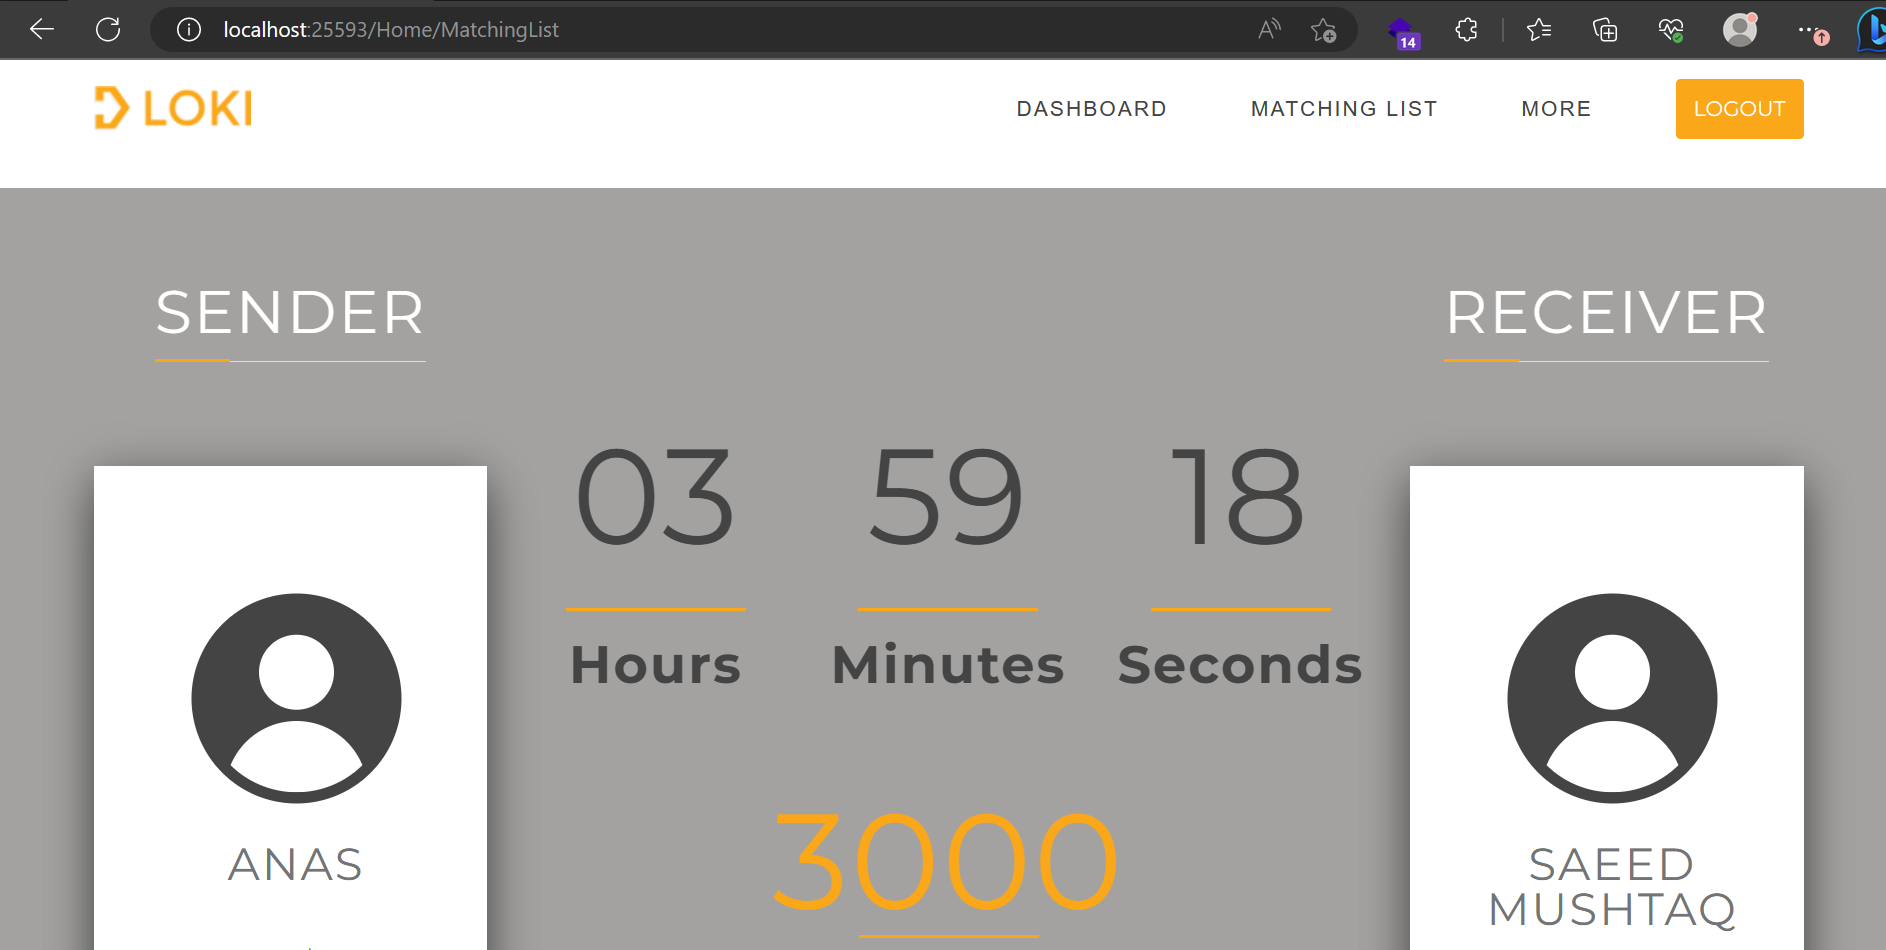 localhost:25593/Home/MatchingList
14
LOKI
DASHBOARD
MATCHING LIST
MORE
LOGOUT
SENDER
RECEIVER
03
59
18
Hours
Minutes
Seconds
3000
ANAS
SAEED
MUSHTAQ